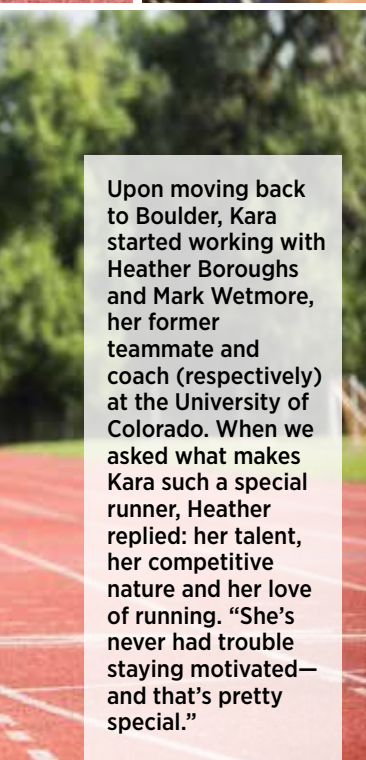 Upon moving back
to Boulder, Kara
started working with
Heather Boroughs
and Mark Wetmore,
her former
teammate and
coach (respectively)
at the University of
Colorado. When we
asked what makes
Kara such a special
runner, Heather
replied: her talent,
her competitive
nature and her love
of running. “She’s
never had trouble
staying motivated—
and that’s pretty
special.”